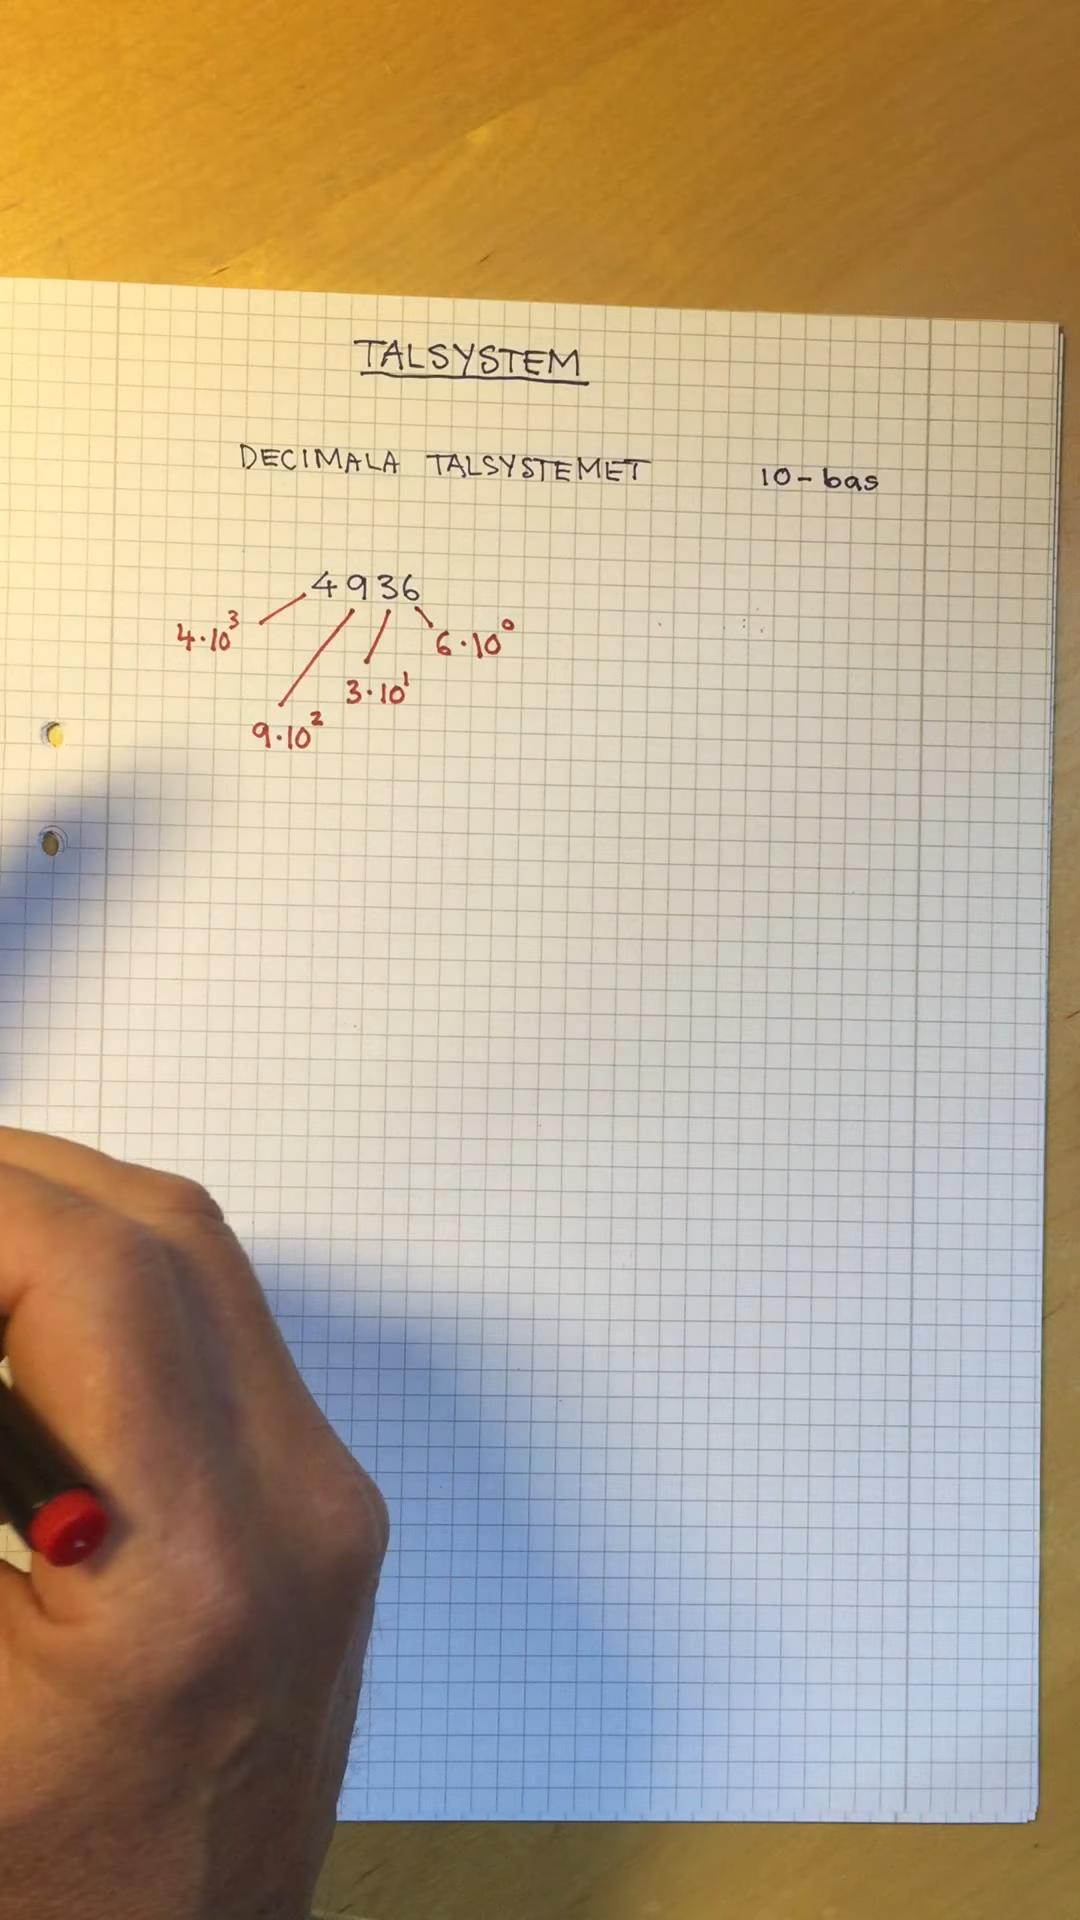 TALSYSTEM
DECIMALA TALSYSTEMET 10-bas
4936
4·10³ 6·10⁰
3·10¹
9·10²